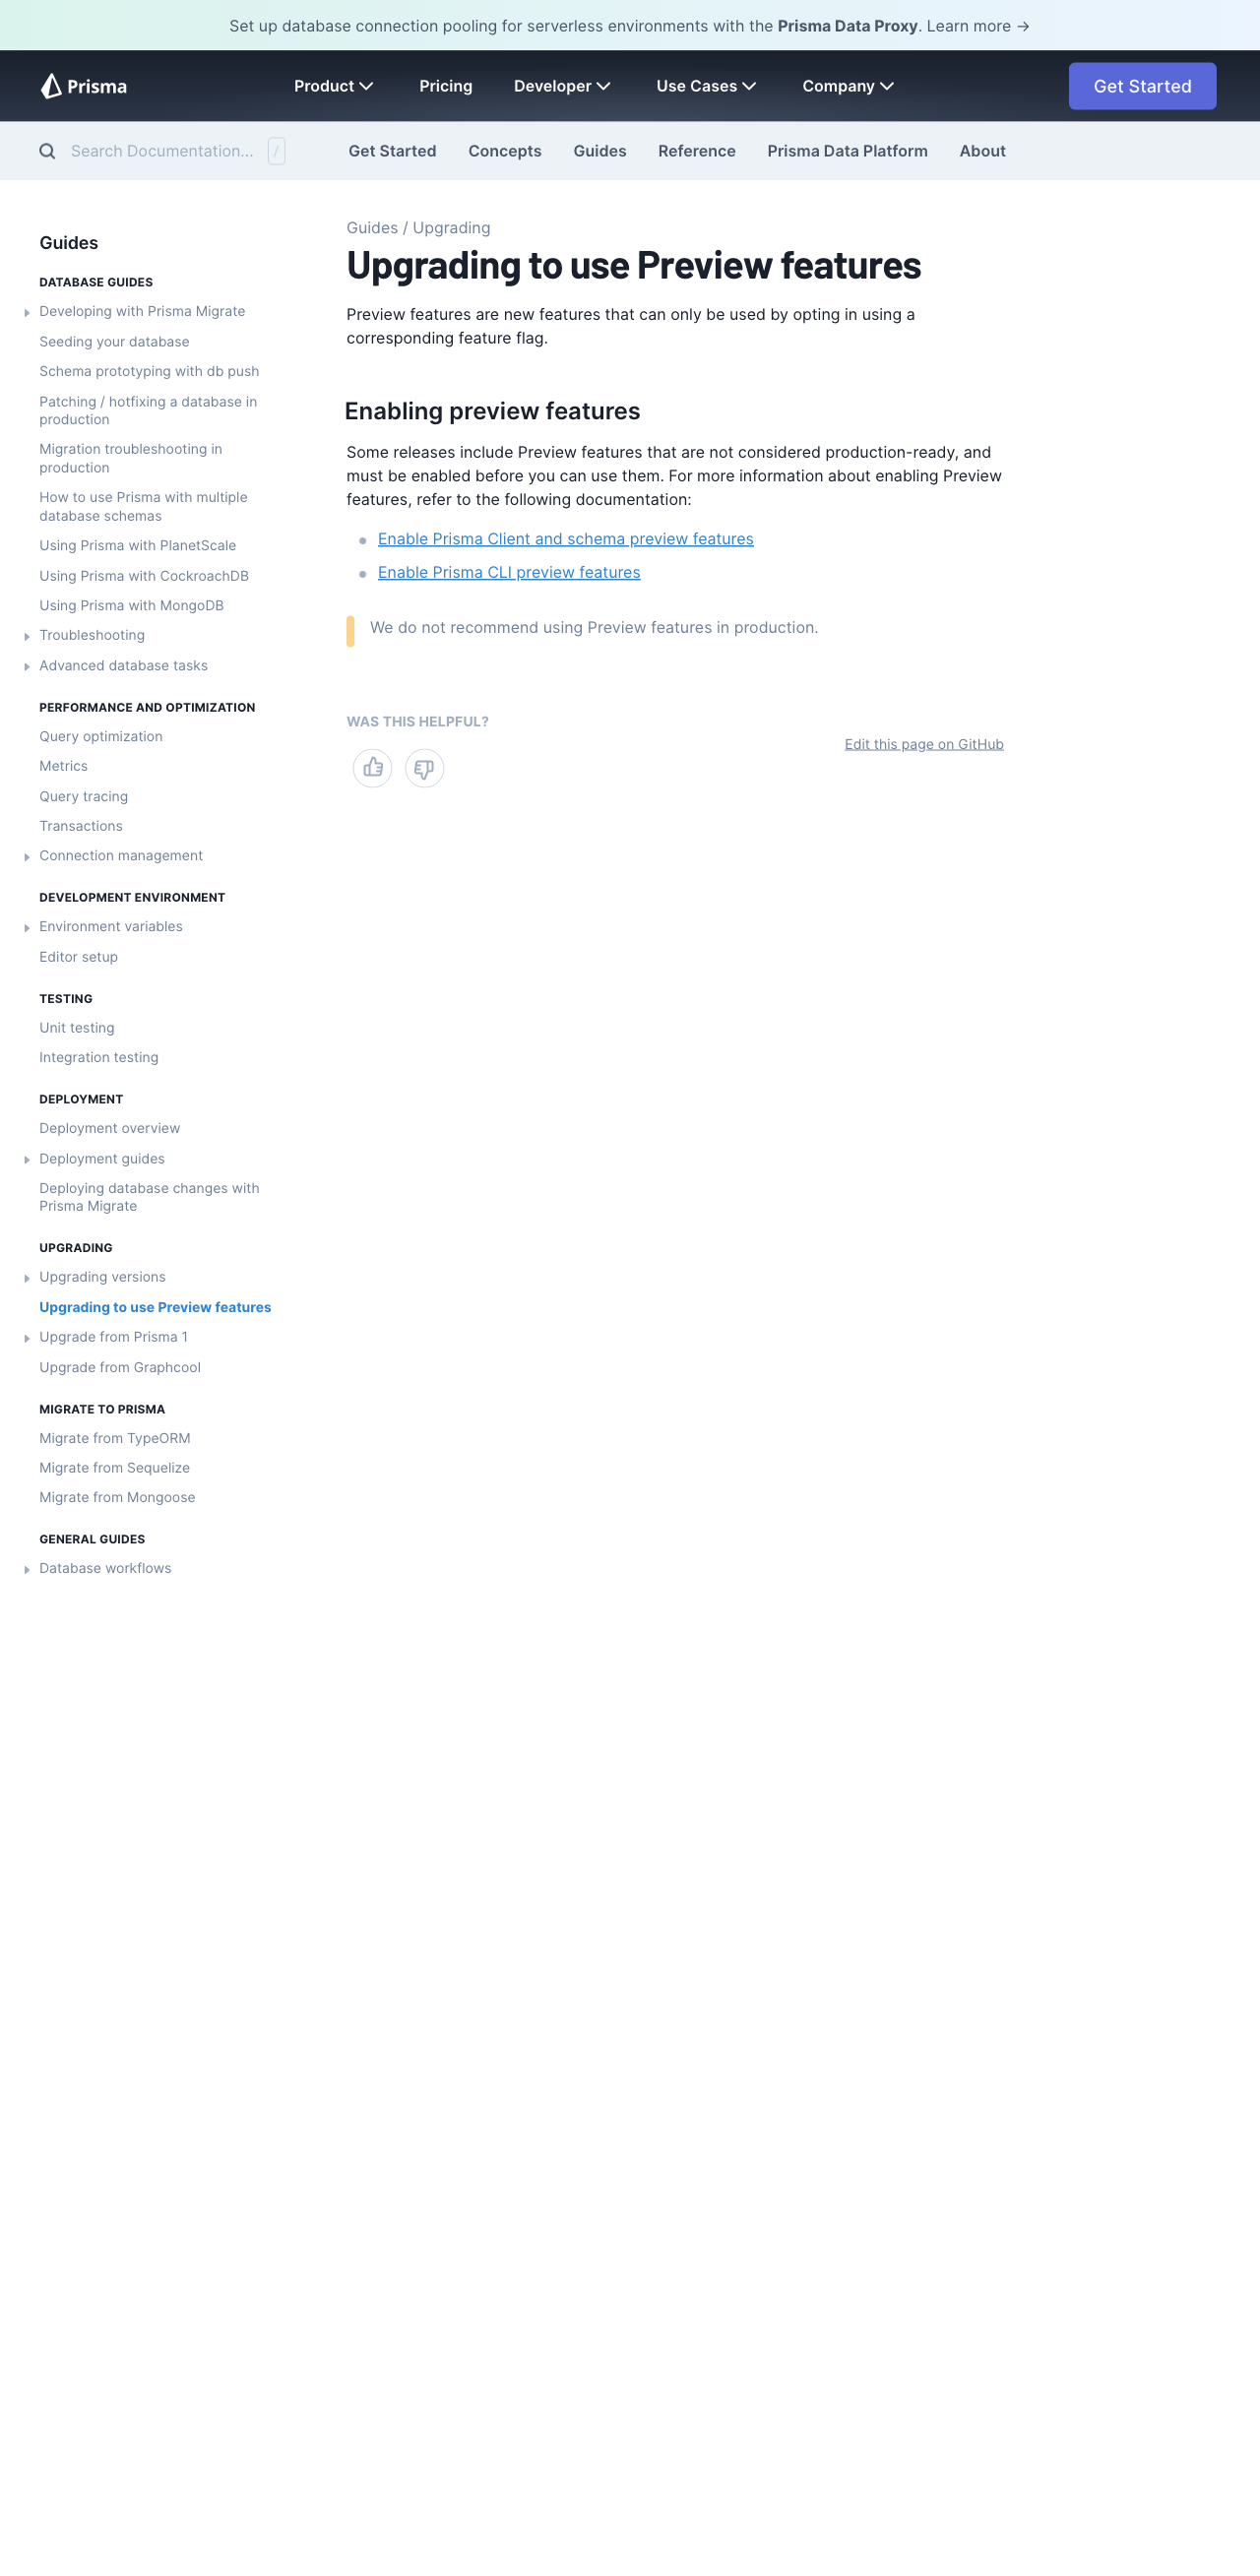 Set up database connection pooling for serverless environments with the Prisma Data Proxy. Learn more →
Prisma
Product
Pricing
Developer
Use Cases
Company
Get Started
Search Documentation...
/
Get Started
Concepts
Guides
Reference
Prisma Data Platform
About
Guides
DATABASE GUIDES
Developing with Prisma Migrate
Seeding your database
Schema prototyping with db push
Patching / hotfixing a database in
production
Migration troubleshooting in
production
How to use Prisma with multiple
database schemas
Using Prisma with PlanetScale
Using Prisma with CockroachDB
Using Prisma with MongoDB
Troubleshooting
Advanced database tasks
PERFORMANCE AND OPTIMIZATION
Query optimization
Metrics
Query tracing
Transactions
Connection management
DEVELOPMENT ENVIRONMENT
Environment variables
Editor setup
TESTING
Unit testing
Integration testing
DEPLOYMENT
Deployment overview
Deployment guides
Deploying database changes with
Prisma Migrate
UPGRADING
Upgrading versions
Upgrading to use Preview features
Upgrade from Prisma 1
Upgrade from Graphcool
MIGRATE TO PRISMA
Migrate from TypeORM
Migrate from Sequelize
Migrate from Mongoose
GENERAL GUIDES
Database workflows
Guides / Upgrading
Upgrading to use Preview features
Preview features are new features that can only be used by opting in using a
corresponding feature flag.
Enabling preview features
Some releases include Preview features that are not considered production-ready, and
must be enabled before you can use them. For more information about enabling Preview
features, refer to the following documentation:
Enable Prisma Client and schema preview features
Enable Prisma CLI preview features
We do not recommend using Preview features in production.
WAS THIS HELPFUL?
Edit this page on GitHub